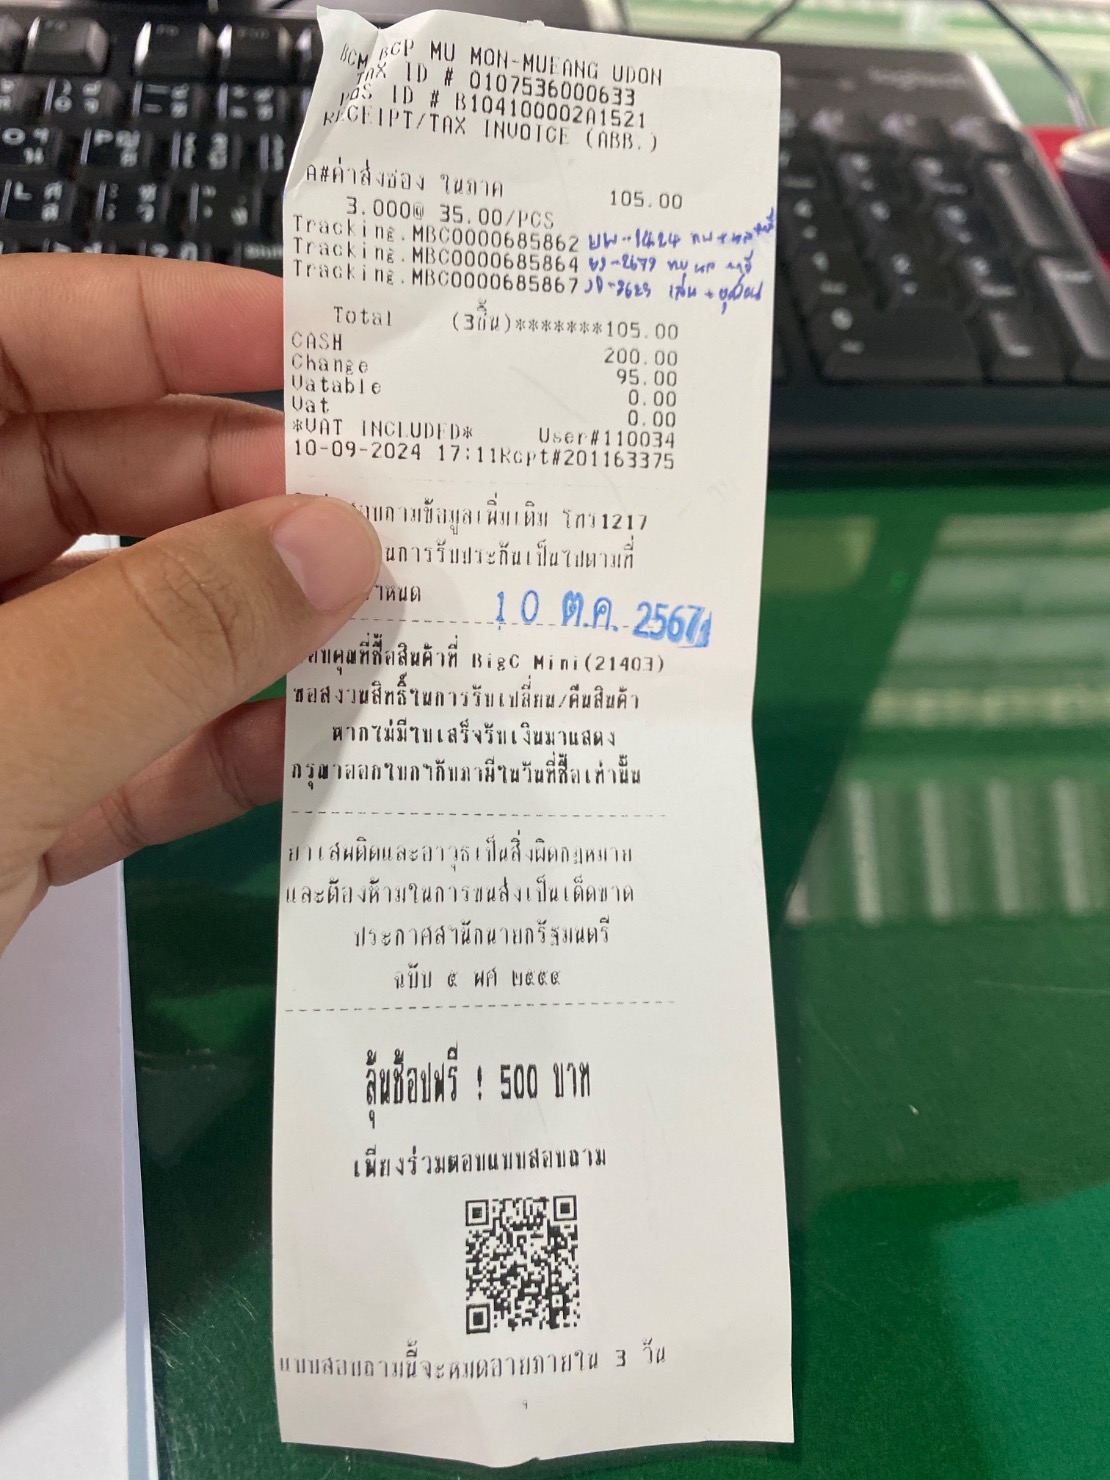 BCM BGP MU MON-MUEANG UDON
TAX ID # 0107536000633
POS ID # B104100002A1521
RECEIPT/TAX INVOICE (ABB.)
A#ค่าส่งซอง ในภาค 105.00
3.000@ 35.00/PCS
Tracking.MBC0000685862
Tracking.MBC0000685864
Tracking.MBC0000685867
Total (3ชิ้น)*******105.00
CASH 200.00
Change 95.00
Vatable 0.00
Vat 0.00
*VAT INCLUDED* User#110034
10-09-2024 17:11Rcpt#201163375
สอบถามข้อมูลเพิ่มเติม โทร1217
ในการรับประกันเป็นไปตามที่
กำหนด
10 ต.ค. 2567
ขอบคุณที่ซื้อสินค้าที่ BigC Mini(21403)
ขอสงวนสิทธิ์ในการรับเปลี่ยน/คืนสินค้า
หากไม่มีใบเสร็จรับเงินมาแสดง
กรุณาออกใบกำกับภาษีในวันที่ซื้อเท่านั้น
ยาเสพติดและอาวุธเป็นสิ่งผิดกฎหมาย
และต้องห้ามในการขนส่งเป็นเด็ดขาด
ประกาศสำนักนายกรัฐมนตรี
ฉบับ ๕ พศ ๒๕๕๔
ลุ้นช้อปฟรี ! 500 บาท
เพียงร่วมตอบแบบสอบถาม
แบบสอบถามนี้จะหมดอายุภายใน 3 วัน